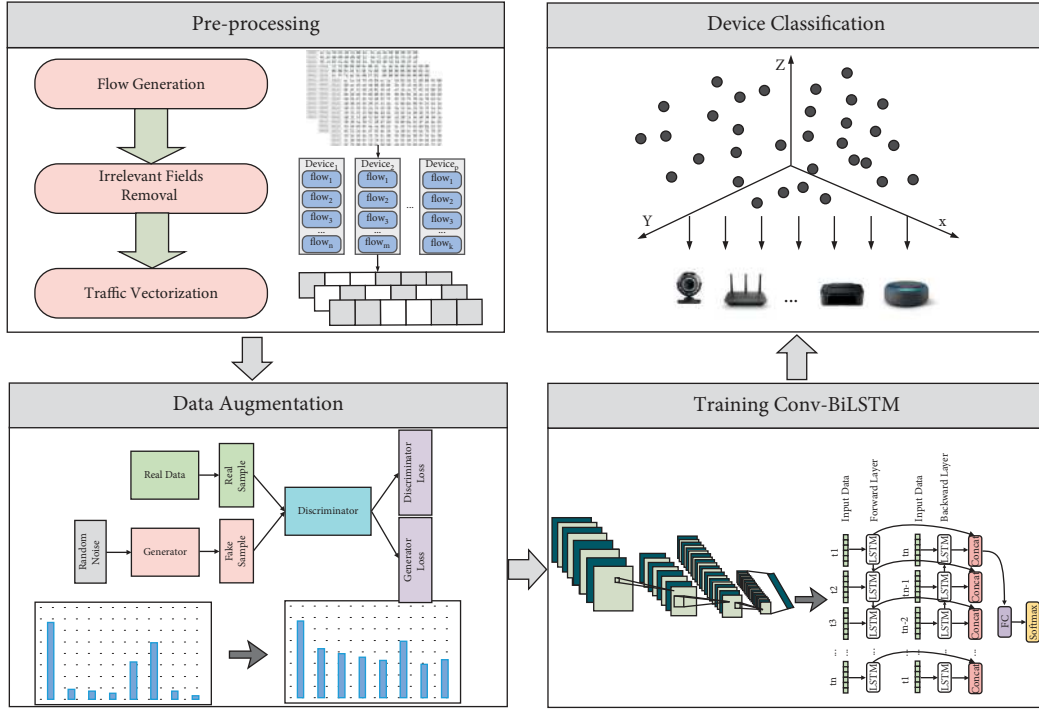 Pre-processing
Flow Generation
Irrelevant Fields
Removal
Traffic Vectorization
Device1
flow1
flow2
flow3
...
flown
Device2
flow1
flow2
flow3
...
flowm
...
Devicep
flow1
flow2
flow3
...
flowk
Device Classification
Z
Y
x
...
Data Augmentation
Real Data
Real
Sample
Random
Noise
Generator
Fake
Sample
Discriminator
Discriminator
Loss
Generator
Loss
Training Conv-BiLSTM
Input Data
Forward Layer
Input Data
Backward Layer
t1
LSTM
tn
LSTM
Concat
t2
LSTM
tn-1
LSTM
Concat
t3
LSTM
tn-2
LSTM
Concat
...
...
...
...
...
tn
LSTM
t1
LSTM
Concat
FC
Softmax